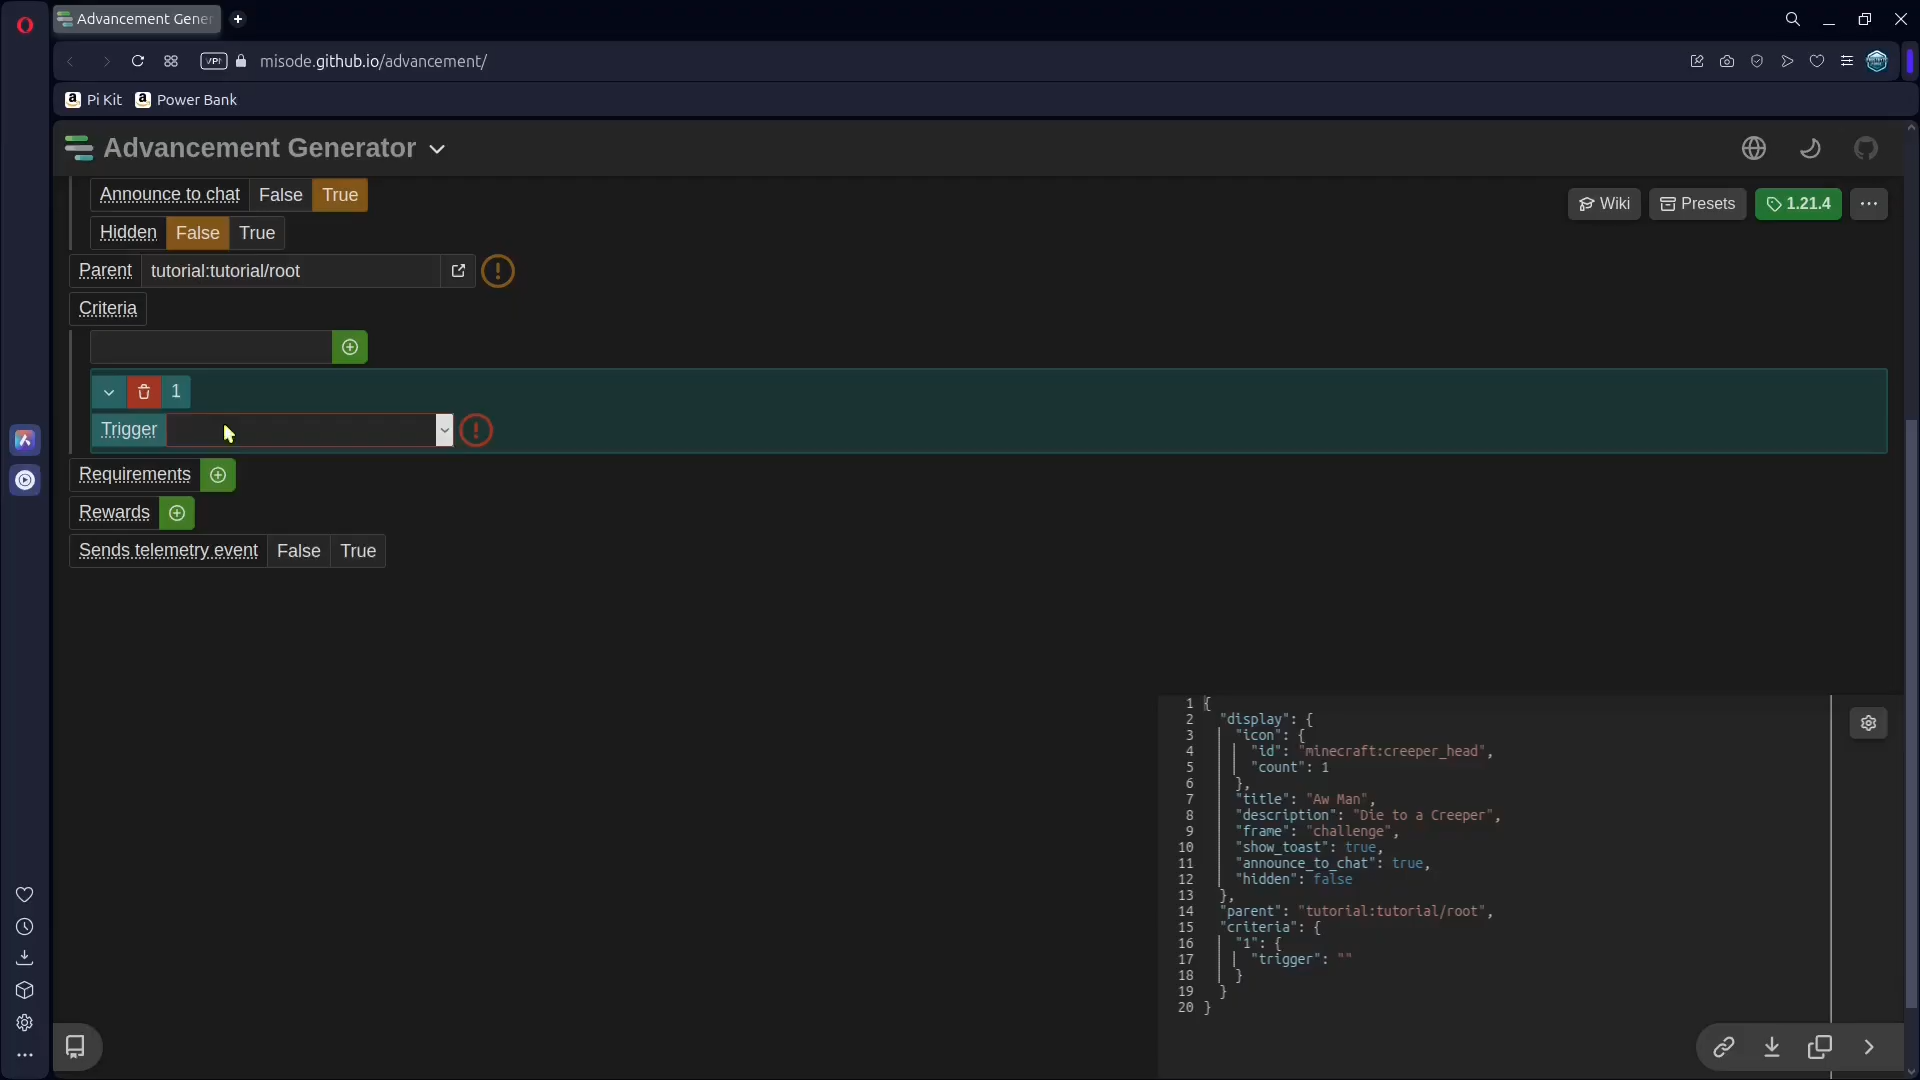 Advancement Gener
VPN misode.github.io/advancement/
Pi Kit Power Bank
Advancement Generator
Announce to chat False True
Wiki Presets 1.21.4
Hidden False True
Parent tutorial:tutorial/root
Criteria
1
Trigger
Requirements
Rewards
Sends telemetry event False True
1 {
2 "display": {
3 "icon": {
4 "id": "minecraft:creeper_head",
5 "count": 1
6 },
7 "title": "Aw Man",
8 "description": "Die to a Creeper",
9 "frame": "challenge",
10 "show_toast": true,
11 "announce_to_chat": true,
12 "hidden": false
13 },
14 "parent": "tutorial:tutorial/root",
15 "criteria": {
16 "1": {
17 "trigger": ""
18 }
19 }
20 }